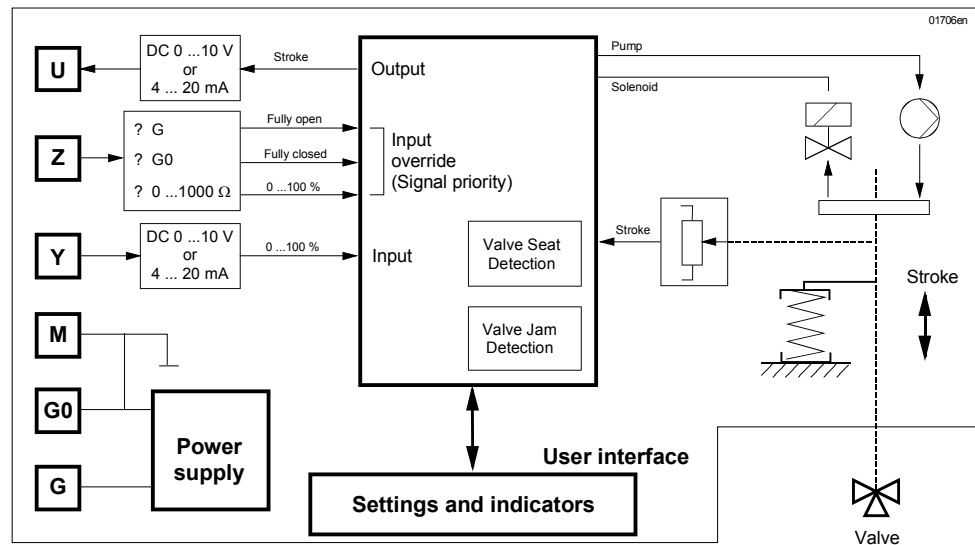 01706en
U
DC 0 ...10 V
or
4 ... 20 mA
Stroke
Output
Pump
Solenoid
Z
? G
? G0
? 0 ...1000 Ω
Fully open
Fully closed
0 ...100 %
Input
override
(Signal priority)
Y
DC 0 ...10 V
or
4 ... 20 mA
0 ...100 %
Input
Valve Seat
Detection
Valve Jam
Detection
Stroke
Stroke
M
G0
G
Power
supply
User interface
Settings and indicators
Valve